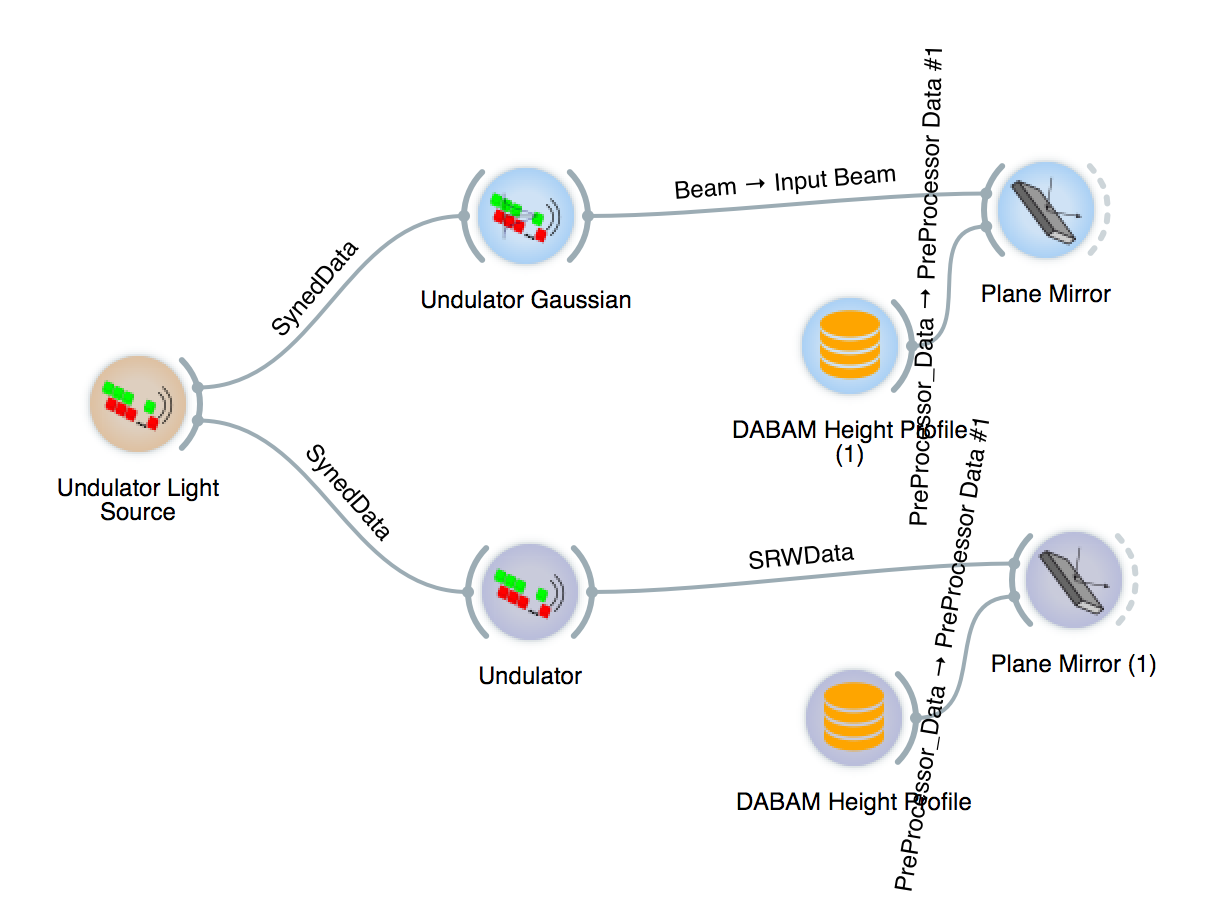 PreProcessor_Data → PreProcessor Data #1
Beam → Input Beam
SynedData
Undulator Gaussian
Plane Mirror
DABAM Height Profile
(1)
Undulator Light
Source
SynedData
PreProcessor_Data → PreProcessor Data #1
SRWData
Undulator
Plane Mirror (1)
DABAM Height Profile